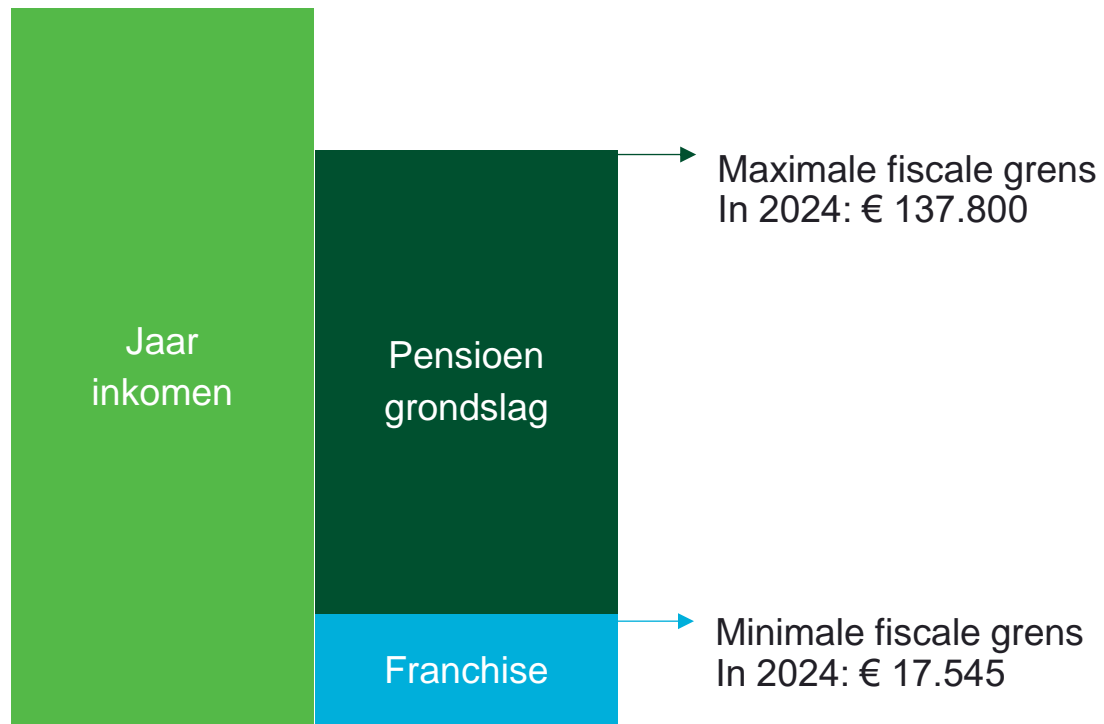 Maximale fiscale grens
In 2024: € 137.800
Jaar
inkomen
Pensioen
grondslag
Minimale fiscale grens
In 2024: € 17.545
Franchise